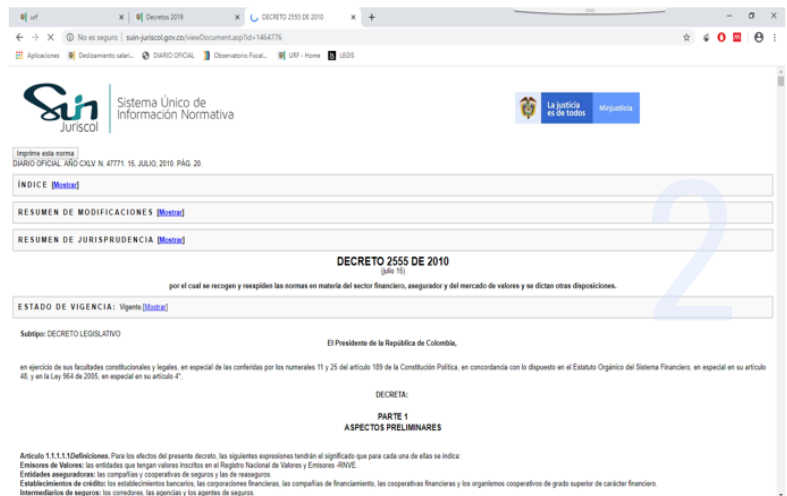 urf
Decretos 2019
DECRETO 2555 DE 2010
No es seguro | suin-juriscol.gov.co/viewDocument.asp?id=1464776
Aplicaciones Deslizamiento salari... DIARIO OFICIAL Observatorio Fiscal... URF - Home LEGIS
Suin
Juriscol
Sistema Único de
Información Normativa
La justicia
es de todos
Minjusticia
Imprime esta norma
DIARIO OFICIAL. AÑO CXLV. N. 47771. 15, JULIO, 2010. PÁG. 20.
ÍNDICE [Mostrar]
RESUMEN DE MODIFICACIONES [Mostrar]
RESUMEN DE JURISPRUDENCIA [Mostrar]
2
DECRETO 2555 DE 2010
(julio 15)
por el cual se recogen y reexpiden las normas en materia del sector financiero, asegurador y del mercado de valores y se dictan otras disposiciones.
ESTADO DE VIGENCIA: Vigente [Mostrar]
Subtipo: DECRETO LEGISLATIVO
El Presidente de la República de Colombia,
en ejercicio de sus facultades constitucionales y legales, en especial de las conferidas por los numerales 11 y 25 del artículo 189 de la Constitución Política, en concordancia con lo dispuesto en el Estatuto Orgánico del Sistema Financiero, en especial en su artículo
48, y en la Ley 964 de 2005, en especial en su artículo 4°,
DECRETA:
PARTE 1
ASPECTOS PRELIMINARES
Artículo 1.1.1.1.1Definiciones. Para los efectos del presente decreto, las siguientes expresiones tendrán el significado que para cada una de ellas se indica:
Emisores de Valores: las entidades que tengan valores inscritos en el Registro Nacional de Valores y Emisores -RNVE.
Entidades aseguradoras: las compañías y cooperativas de seguros y las de reaseguros.
Establecimientos de crédito: los establecimientos bancarios, las corporaciones financieras, las compañías de financiamiento, las cooperativas financieras y los organismos cooperativos de grado superior de carácter financiero.
Intermediarios de seguros: los corredores, las agencias y los agentes de seguros.